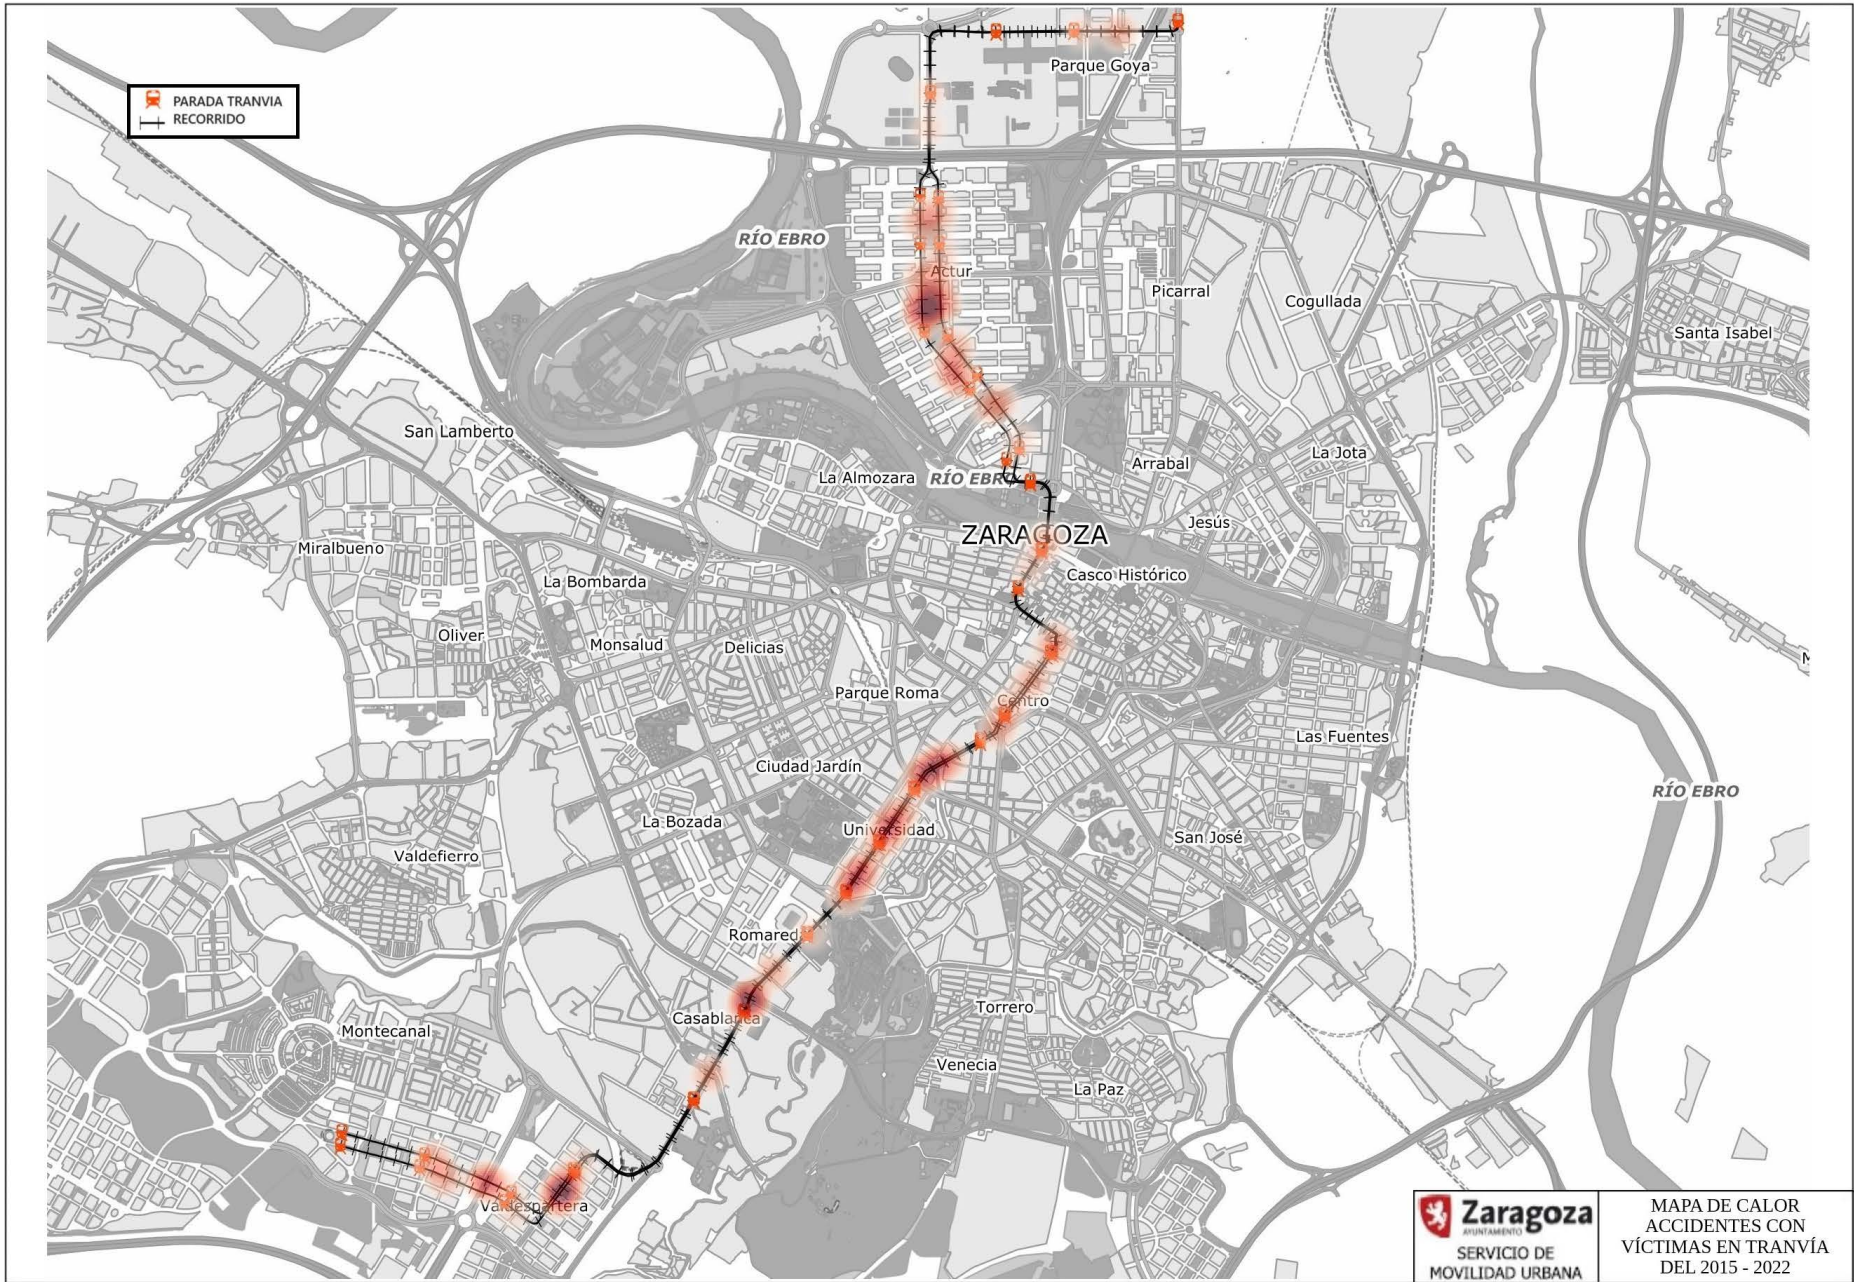 Parque Goya
PARADA TRANVIA
RECORRIDO
RÍO EBRO
Actur
Picarral
Cogullada
Santa Isabel
San Lamberto
La Almozara
RÍO EBRO
Arrabal
La Jota
ZARAGOZA
Jesús
Miralbueno
La Bombarda
Casco Histórico
Oliver
Monsalud
Delicias
M
Parque Roma
Centro
Las Fuentes
Ciudad Jardín
RÍO EBRO
La Bozada
Universidad
San José
Valdefierro
Romared
Torrero
Casablanca
Montecanal
Venecia
La Paz
Valdespartera
Zaragoza
AYUNTAMIENTO
SERVICIO DE
MOVILIDAD URBANA
MAPA DE CALOR
ACCIDENTES CON
VÍCTIMAS EN TRANVÍA
DEL 2015 - 2022